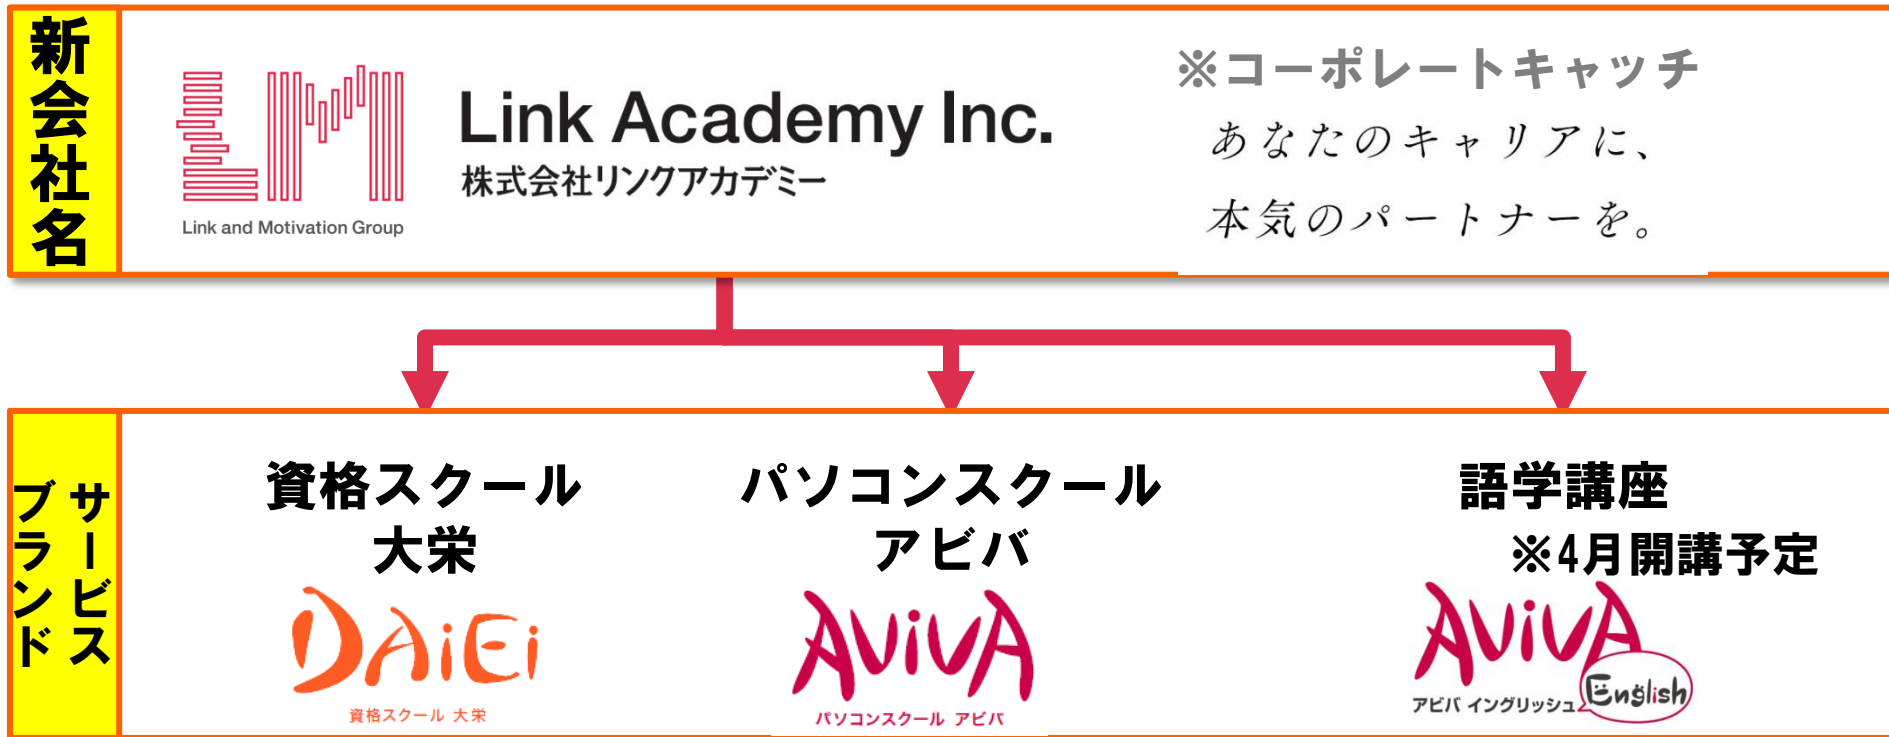 新会社名
Link and Motivation Group
Link Academy Inc.
株式会社リンクアカデミー
※コーポレートキャッチ
あなたのキャリアに、
本気のパートナーを。
サービス
ブランド
資格スクール
大栄
DAiEi
資格スクール 大栄
パソコンスクール
アビバ
AViVA
パソコンスクール アビバ
語学講座
※4月開講予定
AViVA
English
アビバ イングリッシュ